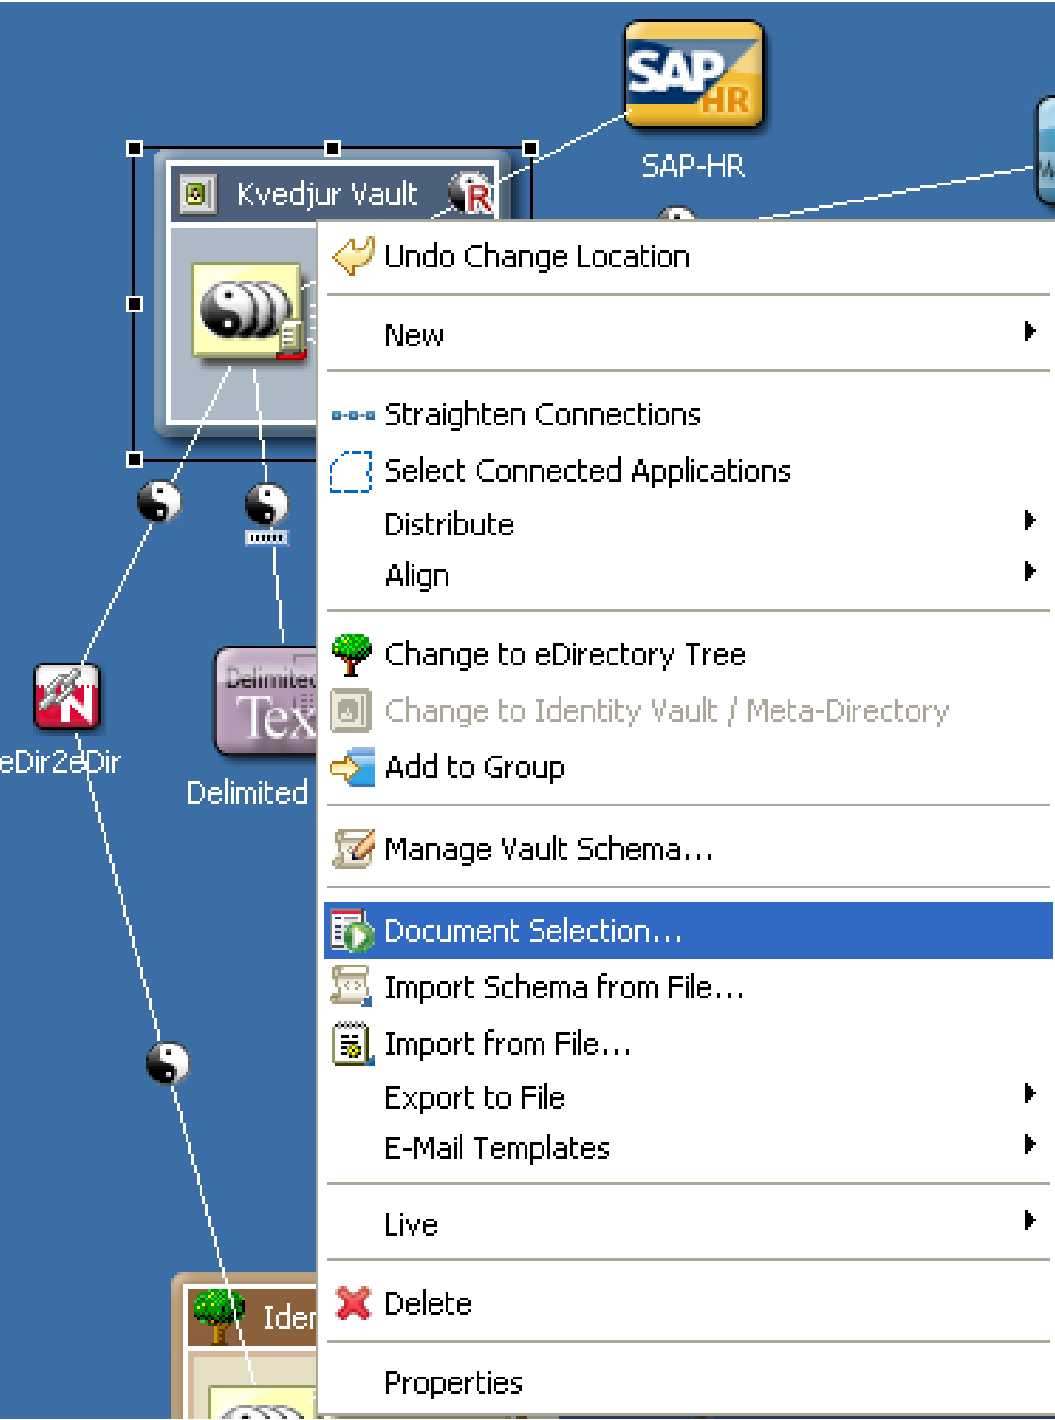 SAP
HR
SAP-HR
Kvedjur Vault
R
Undo Change Location
New
Straighten Connections
Select Connected Applications
Distribute
Align
Change to eDirectory Tree
Change to Identity Vault / Meta-Directory
Add to Group
Manage Vault Schema...
Document Selection...
Import Schema from File...
Import from File...
Export to File
E-Mail Templates
Live
Delete
Properties
N
eDir2eDir
Delimited
Tex
Delimited
Iden